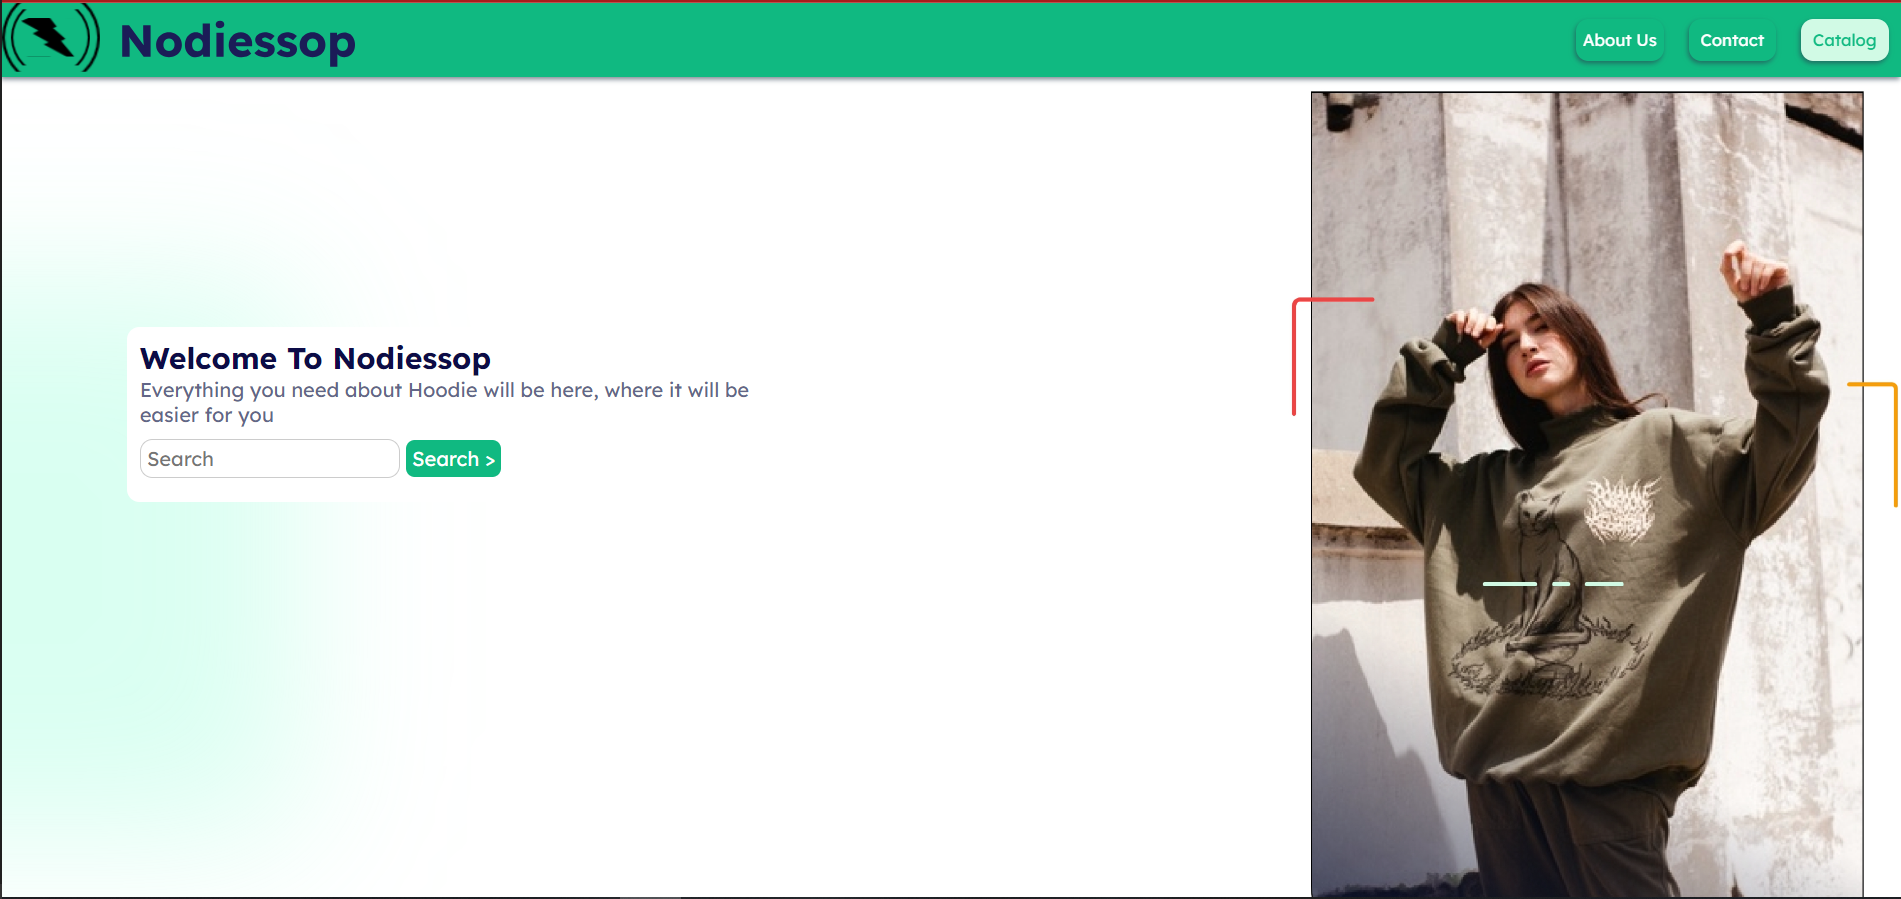 Nodiessop
About Us
Contact
Catalog
Welcome To Nodiessop
Everything you need about Hoodie will be here, where it will be
easier for you
Search
Search >